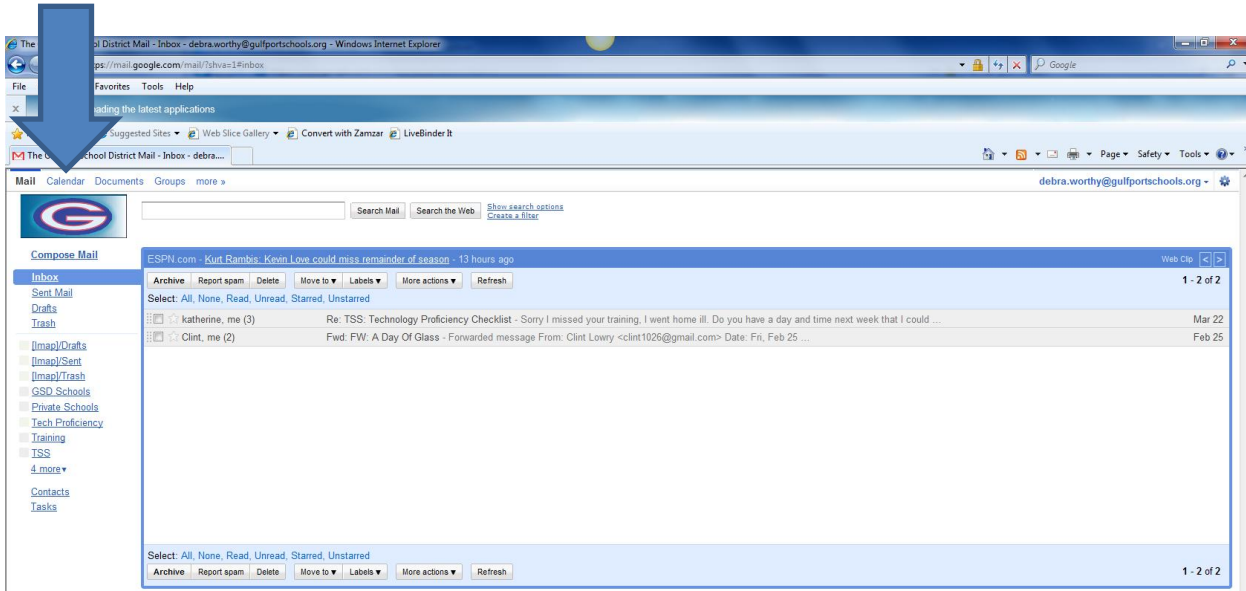 The ol District Mail - Inbox - debra.worthy@gulfportschools.org - Windows Internet Explorer
ps://mail.google.com/mail/?shva=1#inbox
Google
File Favorites Tools Help
x ading the latest applications
Suggested Sites Web Slice Gallery Convert with Zamzar LiveBinder It
The G chool District Mail - Inbox - debra....
Page Safety Tools
Mail Calendar Documents Groups more »
debra.worthy@gulfportschools.org
G
Search Mail Search the Web Show search options
Create a filter
Compose Mail
ESPN.com - Kurt Rambis: Kevin Love could miss remainder of season - 13 hours ago Web Clip < >
Inbox
Archive Report spam Delete Move to Labels More actions Refresh 1 - 2 of 2
Sent Mail
Select: All, None, Read, Unread, Starred, Unstarred
Drafts
katherine, me (3) Re: TSS: Technology Proficiency Checklist - Sorry I missed your training, I went home ill. Do you have a day and time next week that I could ... Mar 22
Trash
Clint, me (2) Fwd: FW: A Day Of Glass - Forwarded message From: Clint Lowry <clint1026@gmail.com> Date: Fri, Feb 25 ... Feb 25
[Imap]/Drafts
[Imap]/Sent
[Imap]/Trash
GSD Schools
Private Schools
Tech Proficiency
Training
TSS
4 more
Contacts
Tasks
Select: All, None, Read, Unread, Starred, Unstarred
Archive Report spam Delete Move to Labels More actions Refresh 1 - 2 of 2